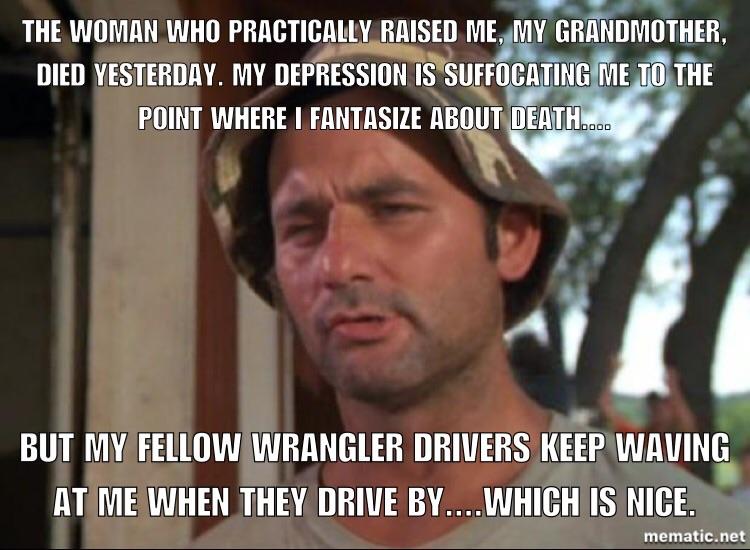 THE WOMAN WHO PRACTICALLY RAISED ME, MY GRANDMOTHER,
DIED YESTERDAY. MY DEPRESSION IS SUFFOCATING ME TO THE
POINT WHERE I FANTASIZE ABOUT DEATH....
BUT MY FELLOW WRANGLER DRIVERS KEEP WAVING
AT ME WHEN THEY DRIVE BY....WHICH IS NICE.
mematic.net